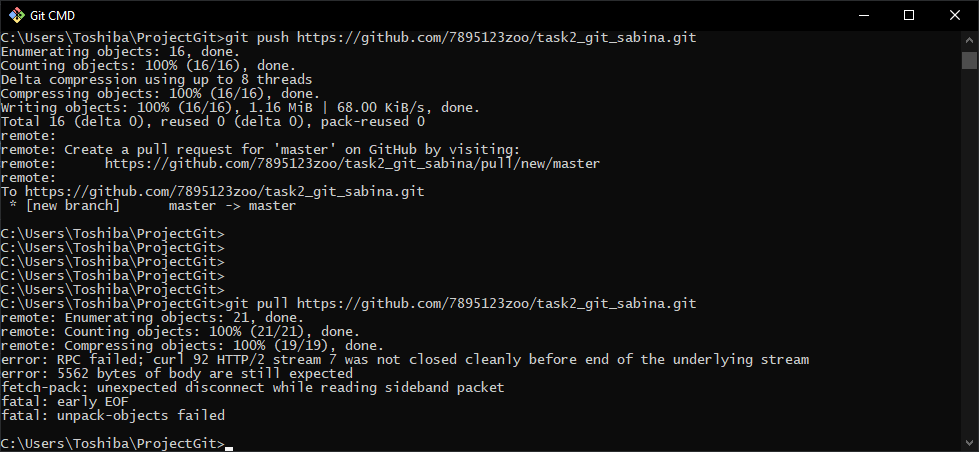 Git CMD
C:\Users\Toshiba\ProjectGit>git push https://github.com/7895123zoo/task2_git_sabina.git
Enumerating objects: 16, done.
Counting objects: 100% (16/16), done.
Delta compression using up to 8 threads
Compressing objects: 100% (16/16), done.
Writing objects: 100% (16/16), 1.16 MiB | 68.00 KiB/s, done.
Total 16 (delta 0), reused 0 (delta 0), pack-reused 0
remote:
remote: Create a pull request for 'master' on GitHub by visiting:
remote:      https://github.com/7895123zoo/task2_git_sabina/pull/new/master
remote:
To https://github.com/7895123zoo/task2_git_sabina.git
 * [new branch]      master -> master
C:\Users\Toshiba\ProjectGit>
C:\Users\Toshiba\ProjectGit>
C:\Users\Toshiba\ProjectGit>
C:\Users\Toshiba\ProjectGit>
C:\Users\Toshiba\ProjectGit>
C:\Users\Toshiba\ProjectGit>git pull https://github.com/7895123zoo/task2_git_sabina.git
remote: Enumerating objects: 21, done.
remote: Counting objects: 100% (21/21), done.
remote: Compressing objects: 100% (19/19), done.
error: RPC failed; curl 92 HTTP/2 stream 7 was not closed cleanly before end of the underlying stream
error: 5562 bytes of body are still expected
fetch-pack: unexpected disconnect while reading sideband packet
fatal: early EOF
fatal: unpack-objects failed
C:\Users\Toshiba\ProjectGit>